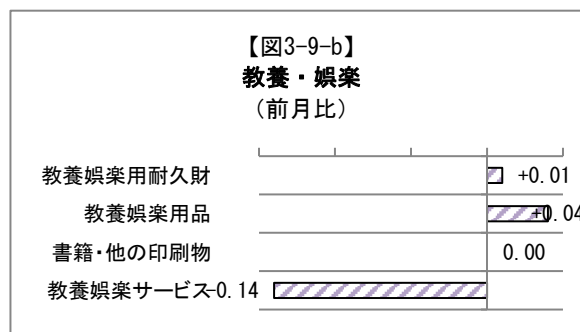 【図3-9-b】
教養・娯楽
（前月比）
教養娯楽用耐久財 +0.01
教養娯楽用品 +0.04
書籍・他の印刷物 0.00
教養娯楽サービス -0.14